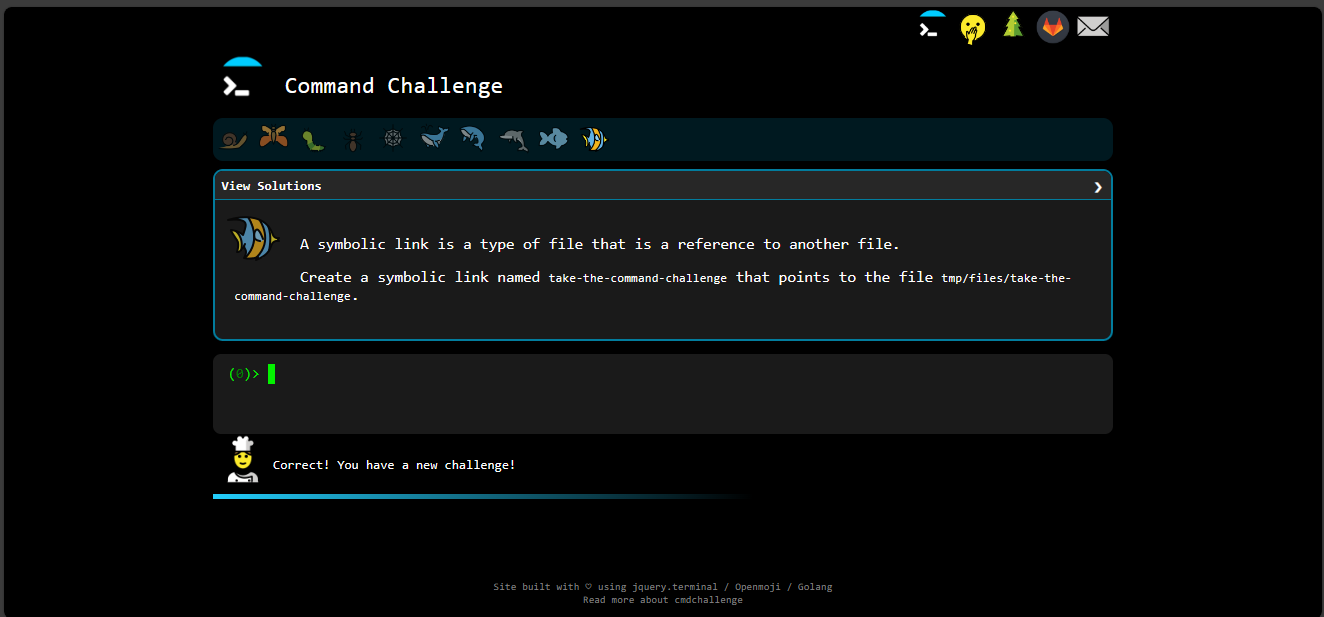 Command Challenge
View Solutions
A symbolic link is a type of file that is a reference to another file.
Create a symbolic link named take-the-command-challenge that points to the file tmp/files/take-the-
command-challenge.
(0)>
Correct! You have a new challenge!
Site built with ♡ using jquery.terminal / Openmoji / Golang
Read more about cmdchallenge